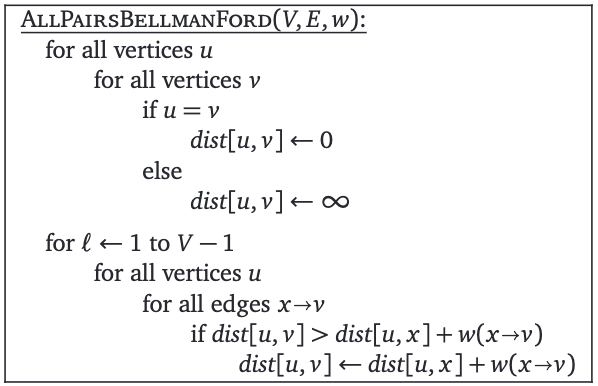 ALLPAIRSBELLMANFORD(V, E, w):
for all vertices u
for all vertices v
if u = v
dist[u, v] ← 0
else
dist[u, v] ← ∞
for ℓ ← 1 to V − 1
for all vertices u
for all edges x→v
if dist[u, v] > dist[u, x] + w(x→v)
dist[u, v] ← dist[u, x] + w(x→v)